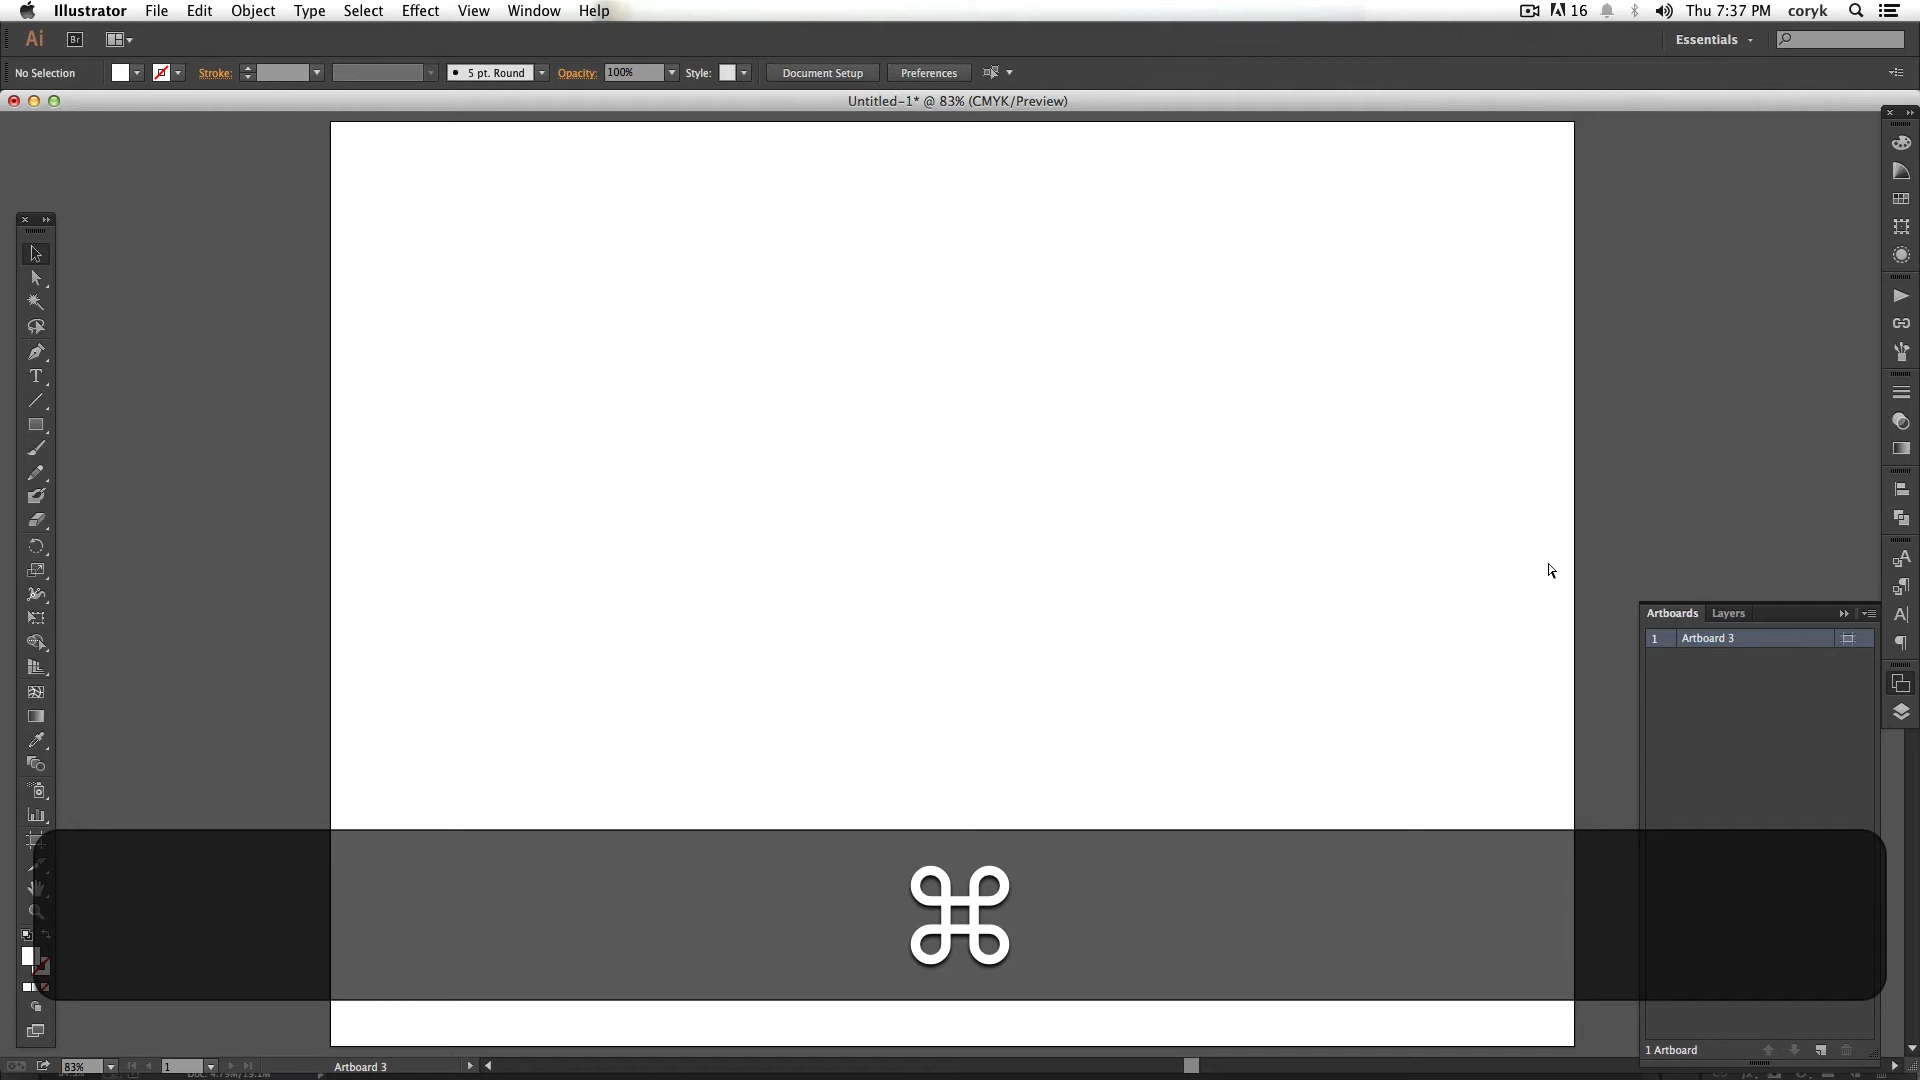 Illustrator File Edit Object Type Select Effect View Window Help
16 Thu 7:37 PM coryk
Ai Br
Essentials
No Selection Stroke: 5 pt. Round Opacity: 100% Style: Document Setup Preferences
Untitled-1* @ 83% (CMYK/Preview)
Artboards Layers
1 Artboard 3
1 Artboard
83% 1 Artboard 3